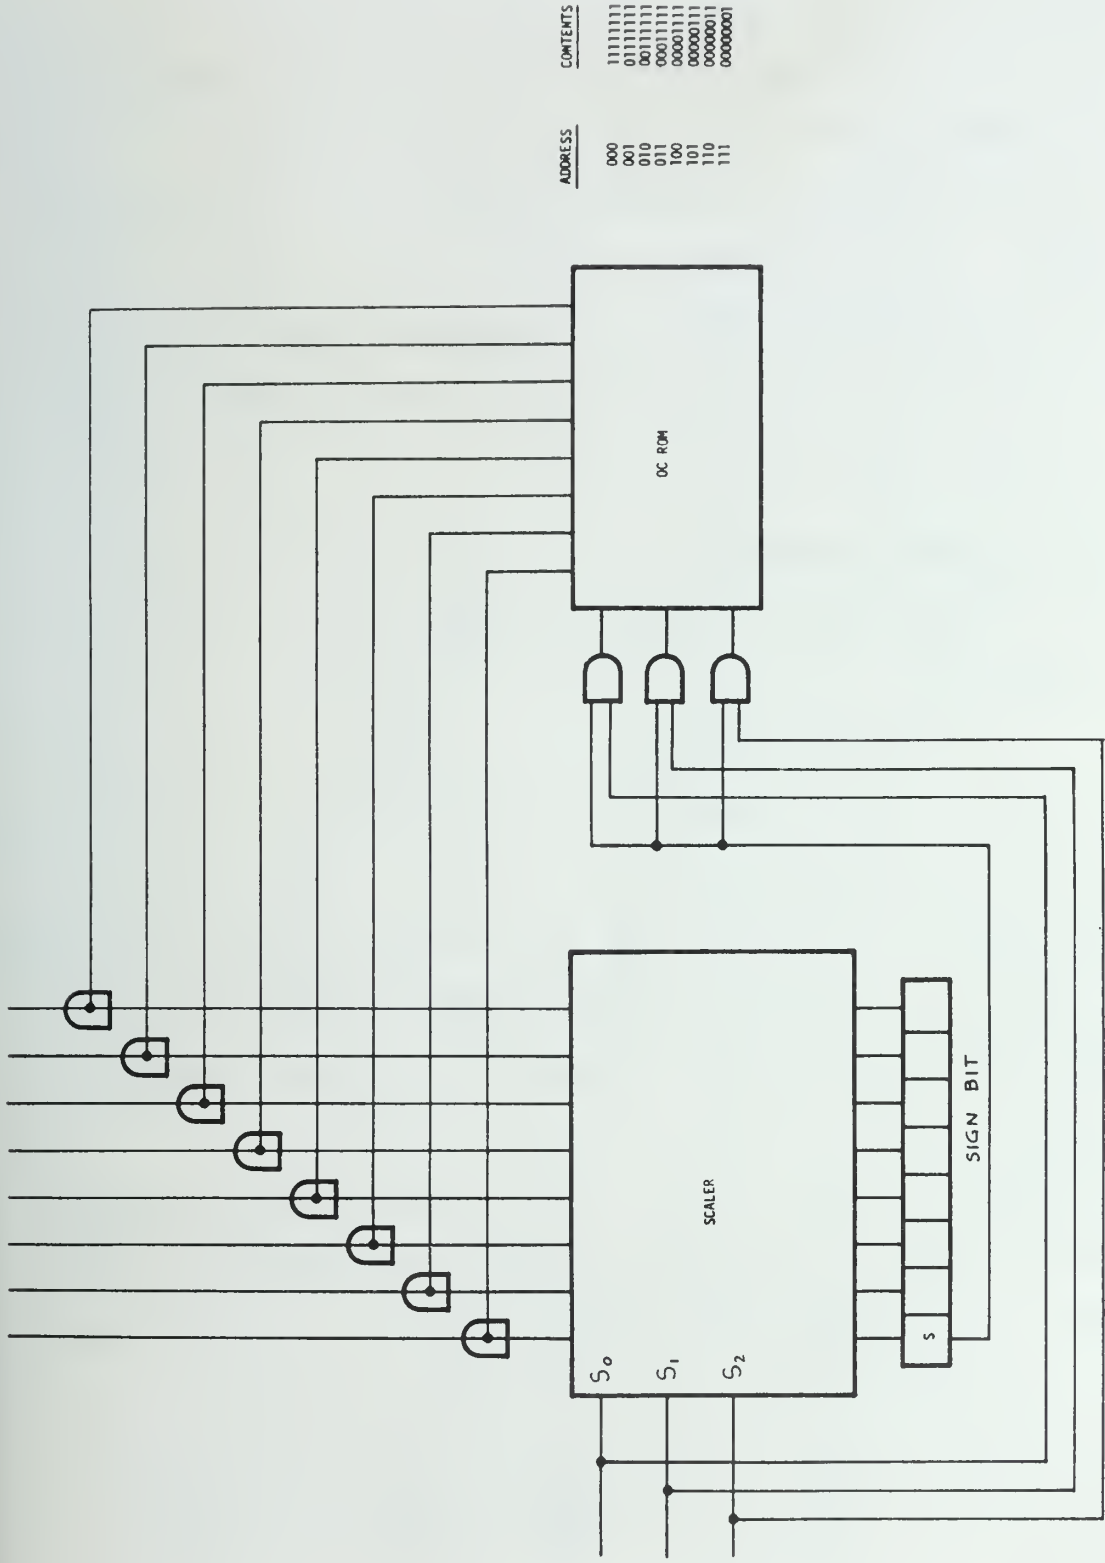 ADDRESS CONTENTS
000 11111111
001 01111111
010 00111111
011 00011111
100 00001111
101 00000111
110 00000011
111 00000001
OC ROM
SCALER
S0
S1
S2
S
SIGN BIT